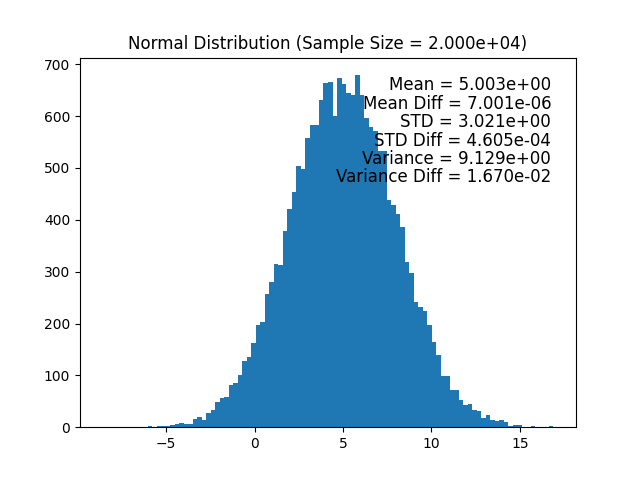 Normal Distribution (Sample Size = 2.000e+04)
700
600
500
400
300
200
100
0
Mean = 5.003e+00
Mean Diff = 7.001e-06
STD = 3.021e+00
STD Diff = 4.605e-04
Variance = 9.129e+00
Variance Diff = 1.670e-02
−5
0
5
10
15